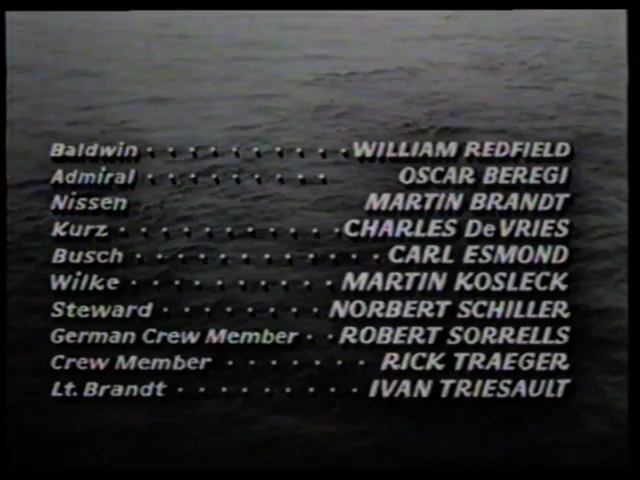 Baldwin . . . . . . . . . . WILLIAM REDFIELD
Admiral . . . . . . . . . OSCAR BEREGI
Nissen MARTIN BRANDT
Kurz . . . . . . . . . . . CHARLES DeVRIES
Busch . . . . . . . . . . . . CARL ESMOND
Wilke . . . . . . . . . . MARTIN KOSLECK
Steward . . . . . . . . NORBERT SCHILLER
German Crew Member . . ROBERT SORRELLS
Crew Member . . . . . . . RICK TRAEGER
Lt. Brandt . . . . . . . . . IVAN TRIESAULT